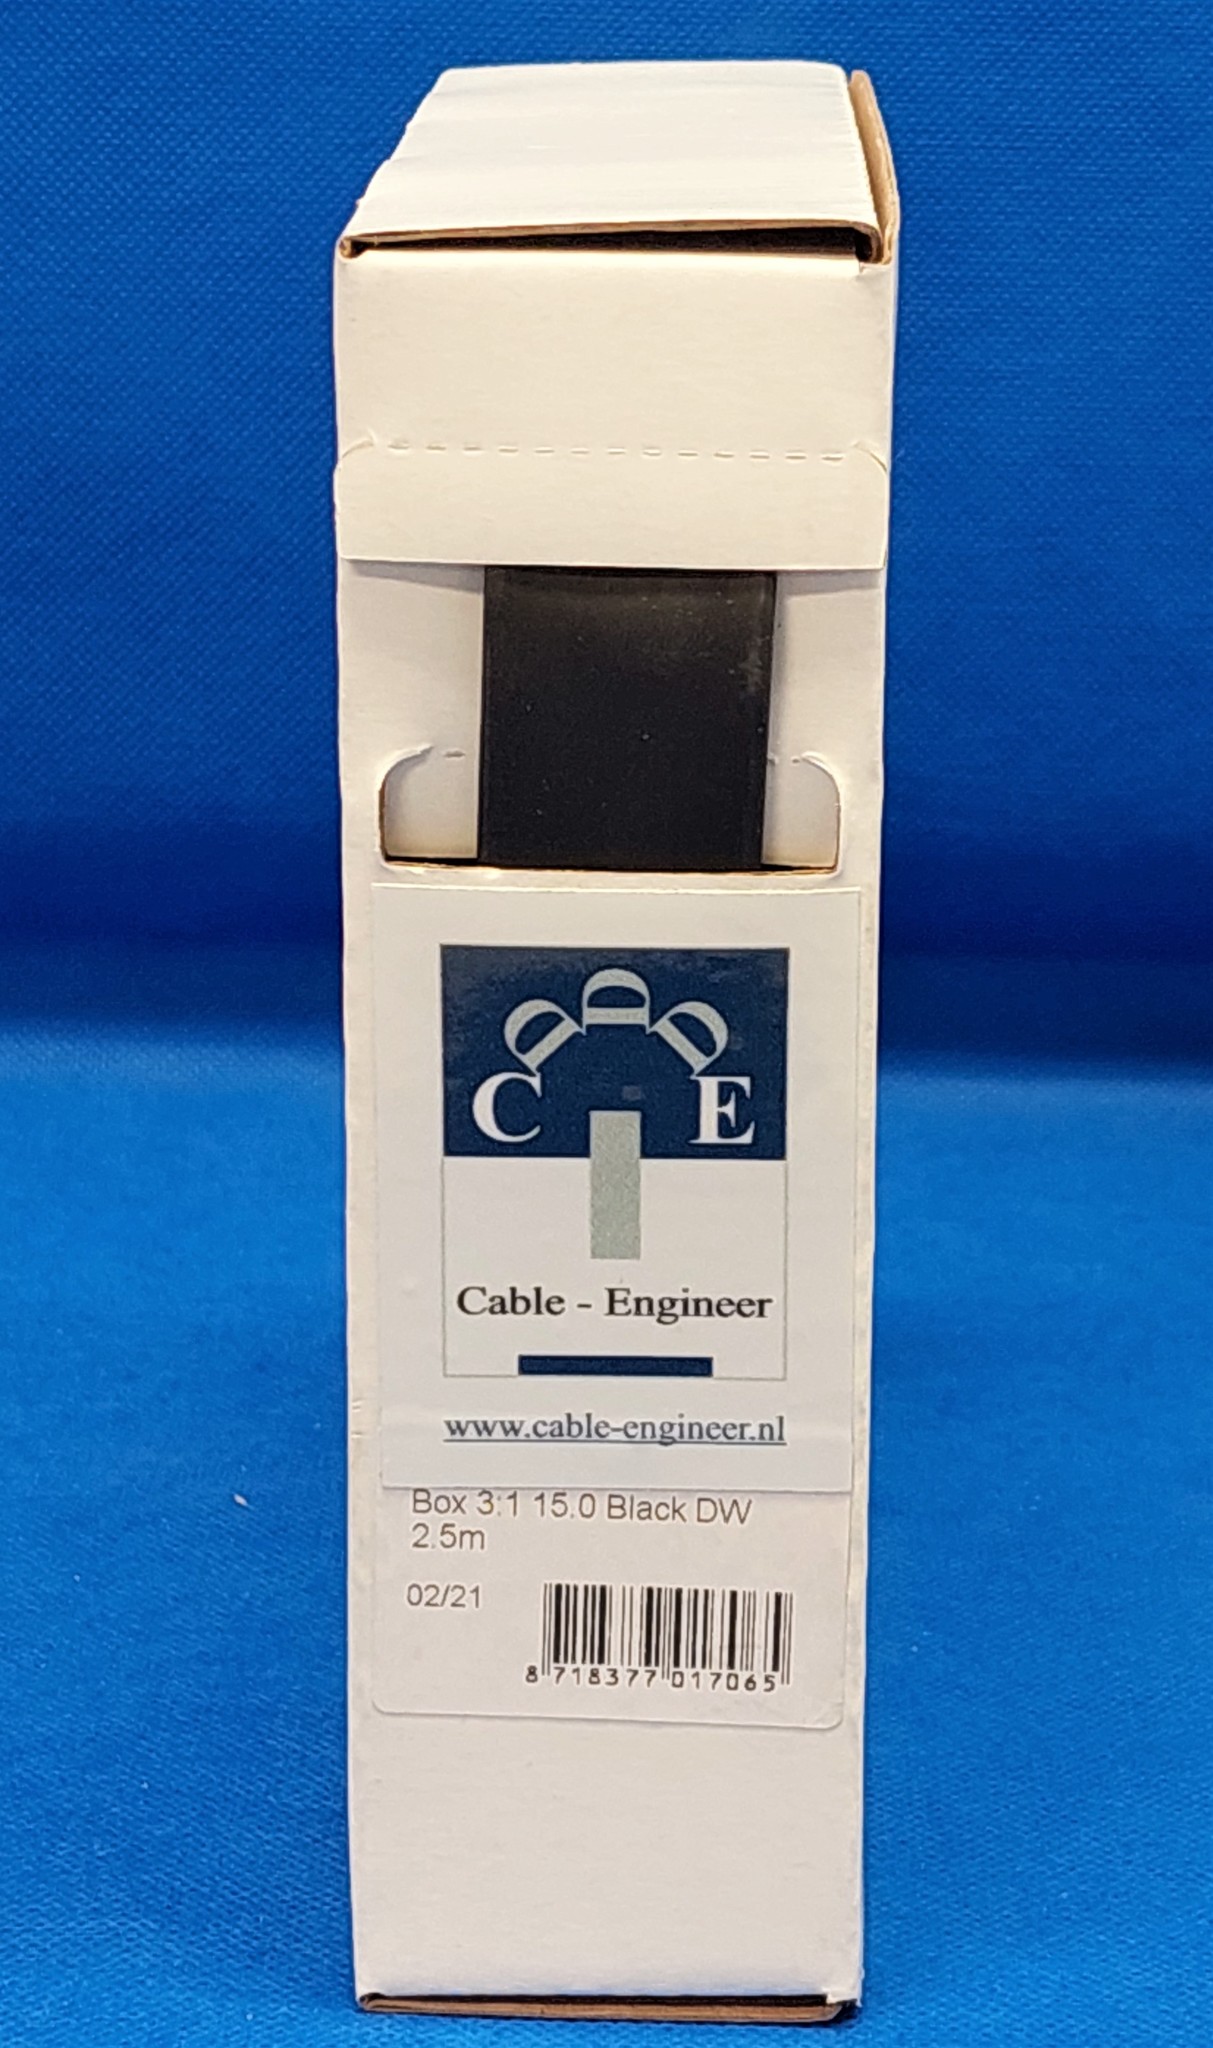 C E
Cable - Engineer
www.cable-engineer.nl
Box 3:1 15.0 Black DW
2.5m
02/21
8 718377 017065